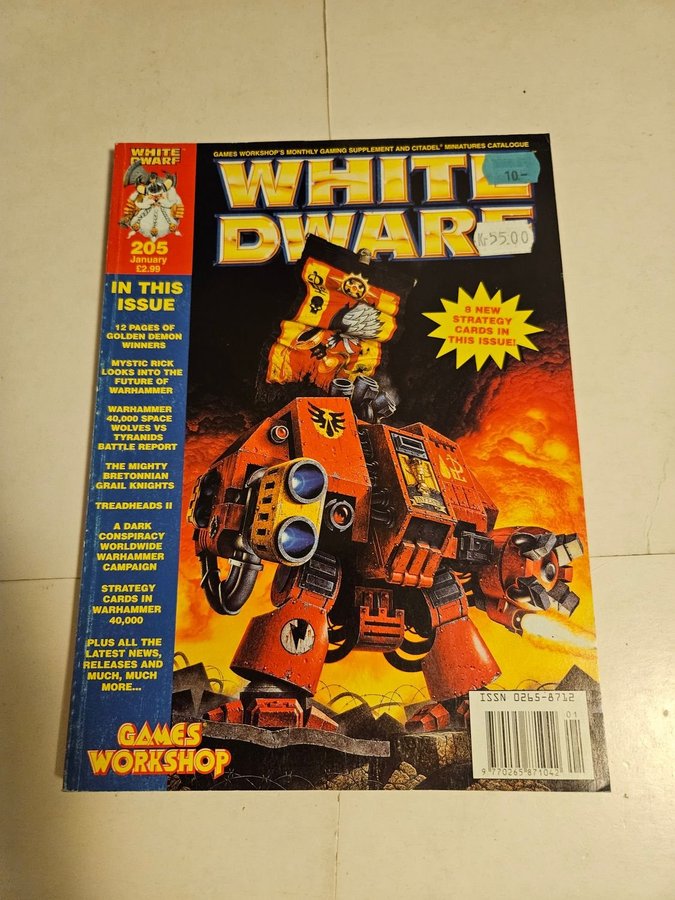 GAMES WORKSHOP'S MONTHLY GAMING SUPPLEMENT AND CITADEL® MINIATURES CATALOGUE
WHITE
DWARF
10-
Kr55.00
WHITE
DWARF
205
January
£2.99
IN THIS
ISSUE
12 PAGES OF
GOLDEN DEMON
WINNERS
MYSTIC RICK
LOOKS INTO THE
FUTURE OF
WARHAMMER
WARHAMMER
40,000 SPACE
WOLVES VS
TYRANIDS
BATTLE REPORT
THE MIGHTY
BRETONNIAN
GRAIL KNIGHTS
TREADHEADS II
A DARK
CONSPIRACY
WORLDWIDE
WARHAMMER
CAMPAIGN
STRATEGY
CARDS IN
WARHAMMER
40,000
PLUS ALL THE
LATEST NEWS,
RELEASES AND
MUCH, MUCH
MORE...
8 NEW
STRATEGY
CARDS IN
THIS ISSUE!
GAMES
WORKSHOP
ISSN 0265-8712
01
9 770265 871042